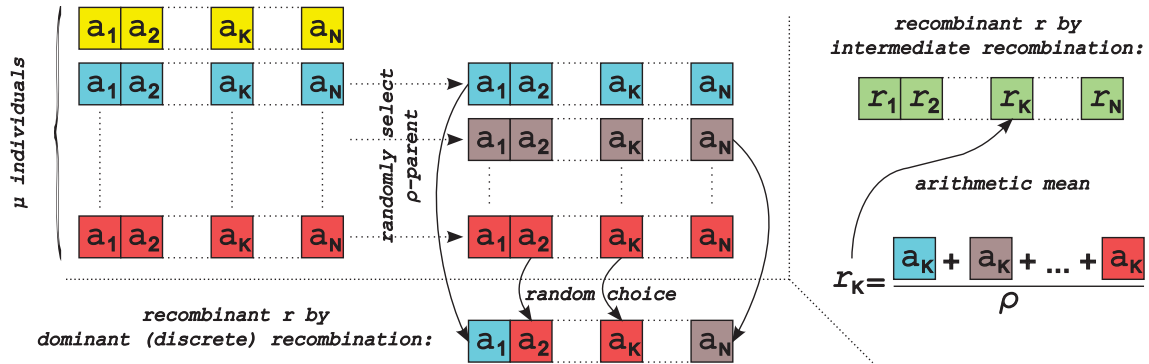 μ individuals
a1 a2 aK aN
a1 a2 aK aN
a1 a2 aK aN
randomly select
ρ-parent
a1 a2 aK aN
a1 a2 aK aN
a1 a2 aK aN
random choice
recombinant r by
dominant (discrete) recombination:
a1 a2 aK aN
recombinant r by
intermediate recombination:
r1 r2 rK rN
arithmetic mean
rK= aK + aK + ... + aK
ρ